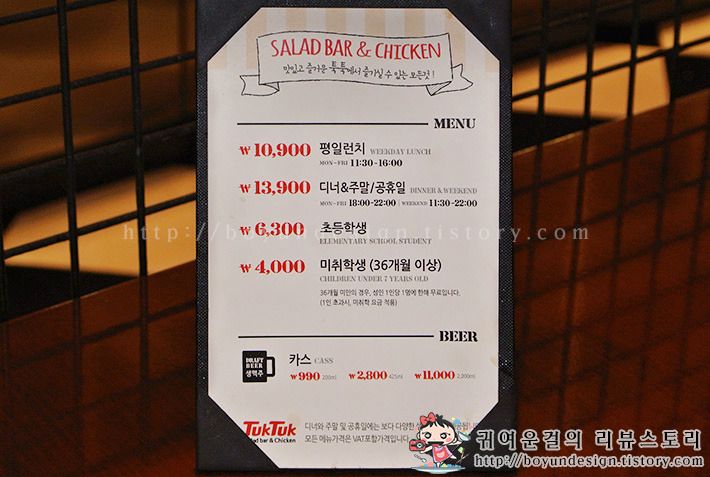 SALAD BAR & CHICKEN
맛있고 즐거운 툭툭에서 즐기실 수 있는 모든것!
MENU
₩10,900 평일런치 WEEKDAY LUNCH
MON~FRI 11:30-16:00
₩13,900 디너&주말/공휴일 DINNER & WEEKEND
MON~FRI 18:00-22:00 | WEEKEND 11:30-22:00
₩6,300 초등학생
ELEMENTARY SCHOOL STUDENT
http://boyundesign.tistory.com
₩4,000 미취학생 (36개월 이상)
CHILDREN UNDER 7 YEARS OLD
36개월 미만의 경우, 성인 1인당 1명에 한해 무료입니다.
(1인 초과시, 미취학 요금 적용)
BEER
DRAFT BEER 생맥주
카스 CASS
₩990 200ml ₩2,800 425ml ₩11,000 2,000ml
TukTuk
Salad bar & Chicken
디너와 주말 및 공휴일에는 보다 다양한
모든 메뉴가격은 VAT포함가격입니다.
귀여운걸의 리뷰스토리
http://boyundesign.tistory.com